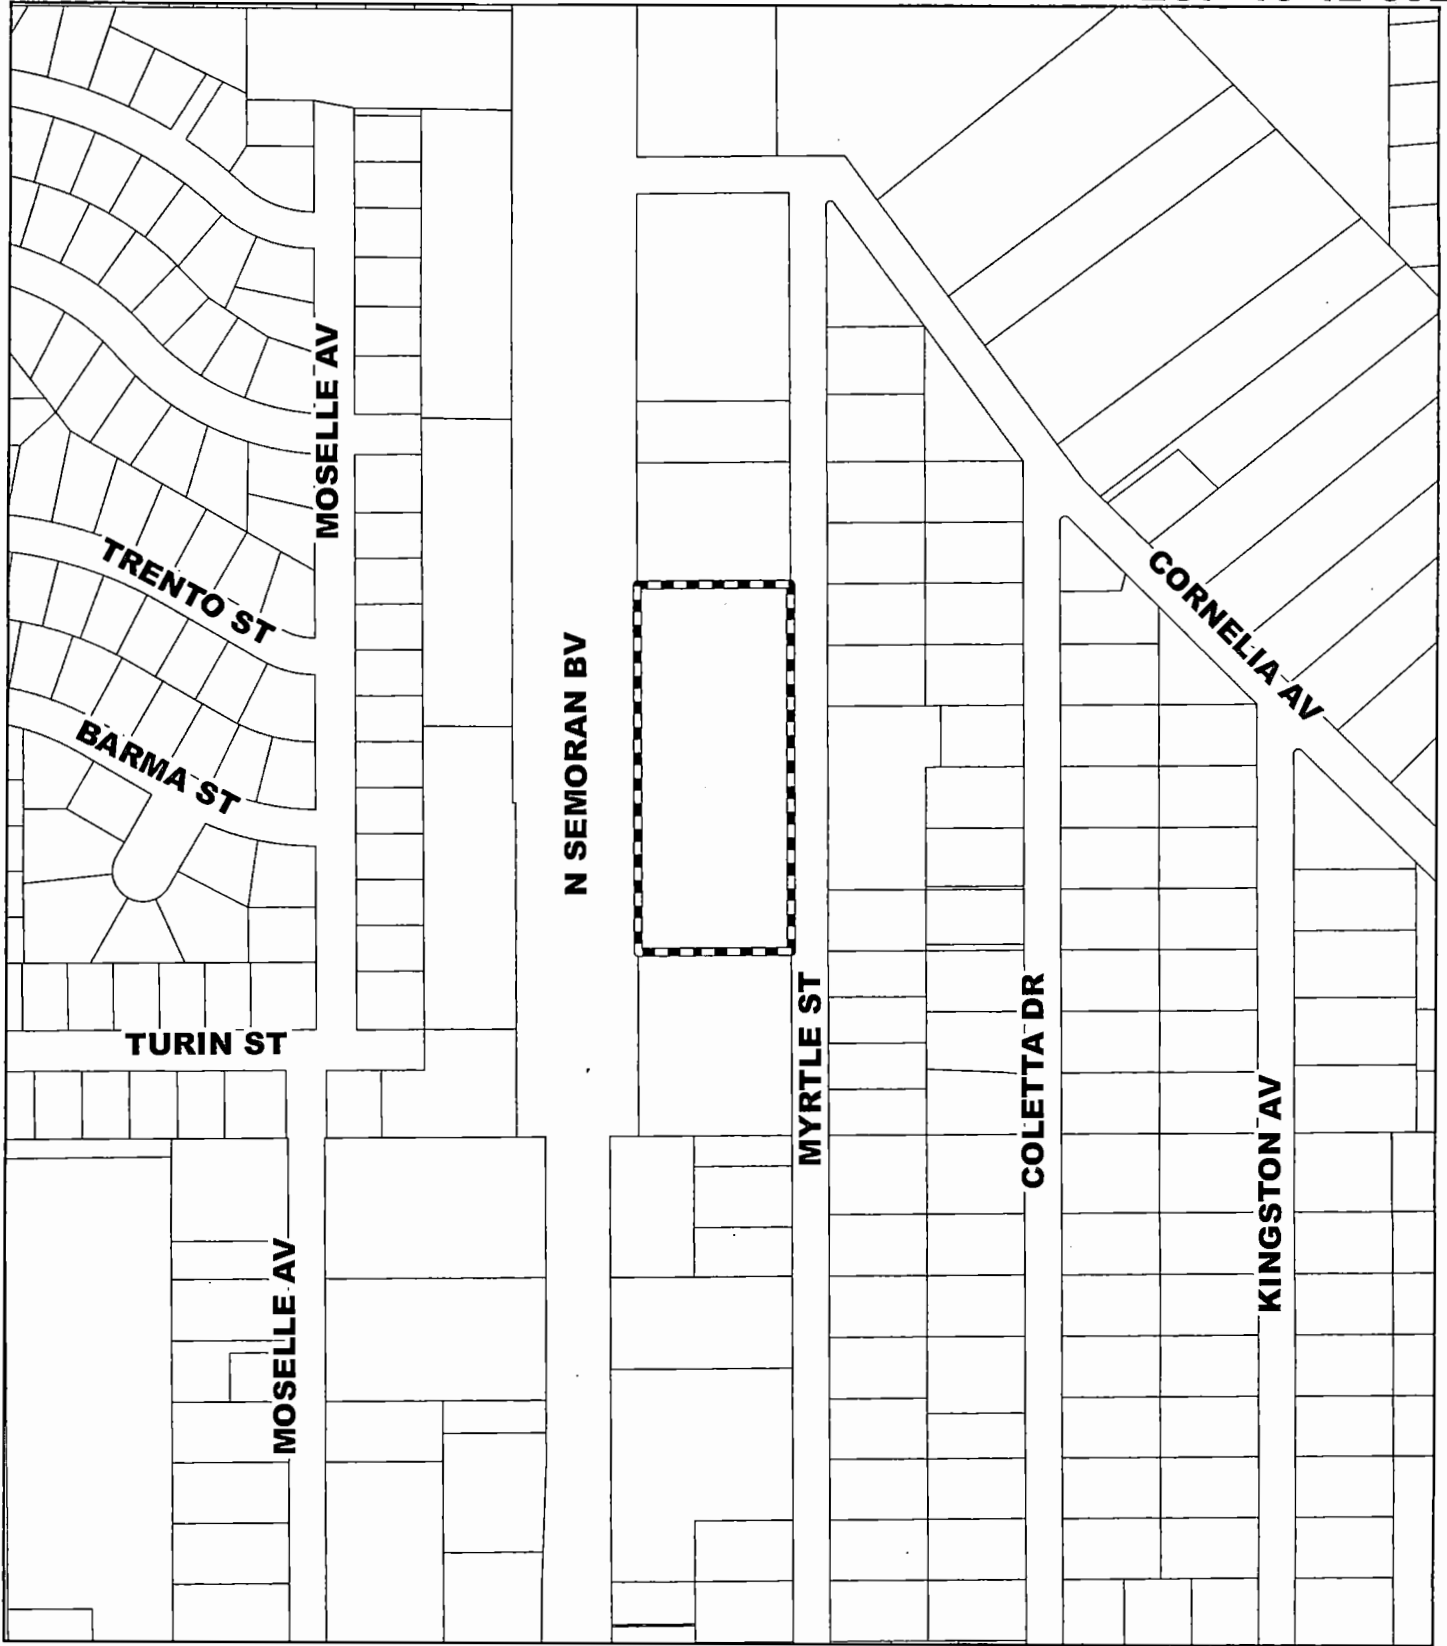 MOSELLE AV
TRENTO ST
CORNELIA AV
N SEMORAN BV
BARMA ST
MYRTLE ST
COLETTA DR
TURIN ST
KINGSTON AV
MOSELLE AV